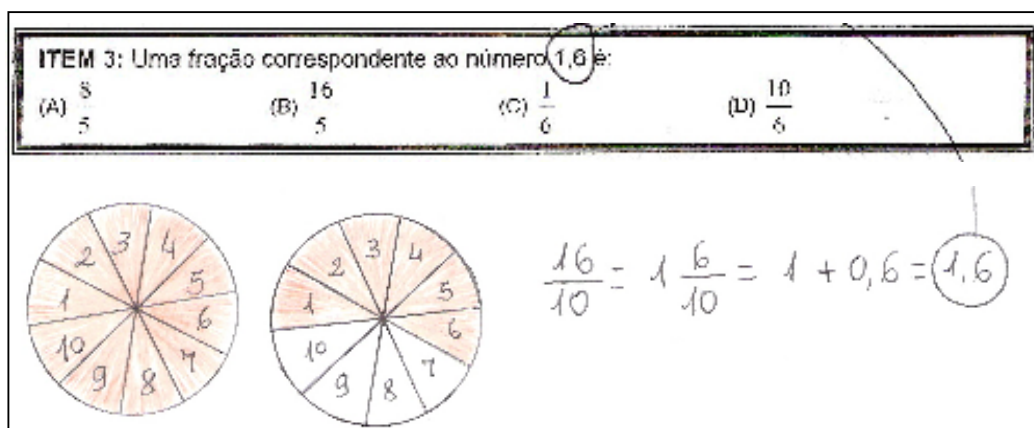 ITEM 3: Uma fração correspondente ao número 1,6 é:
(A) 8/5 (B) 16/5 (C) 1/6 (D) 10/6
1 2 3 4 5 6 7 8 9 10
1 2 3 4 5 6 7 8 9 10
16/10 = 1 6/10 = 1 + 0,6 = 1,6